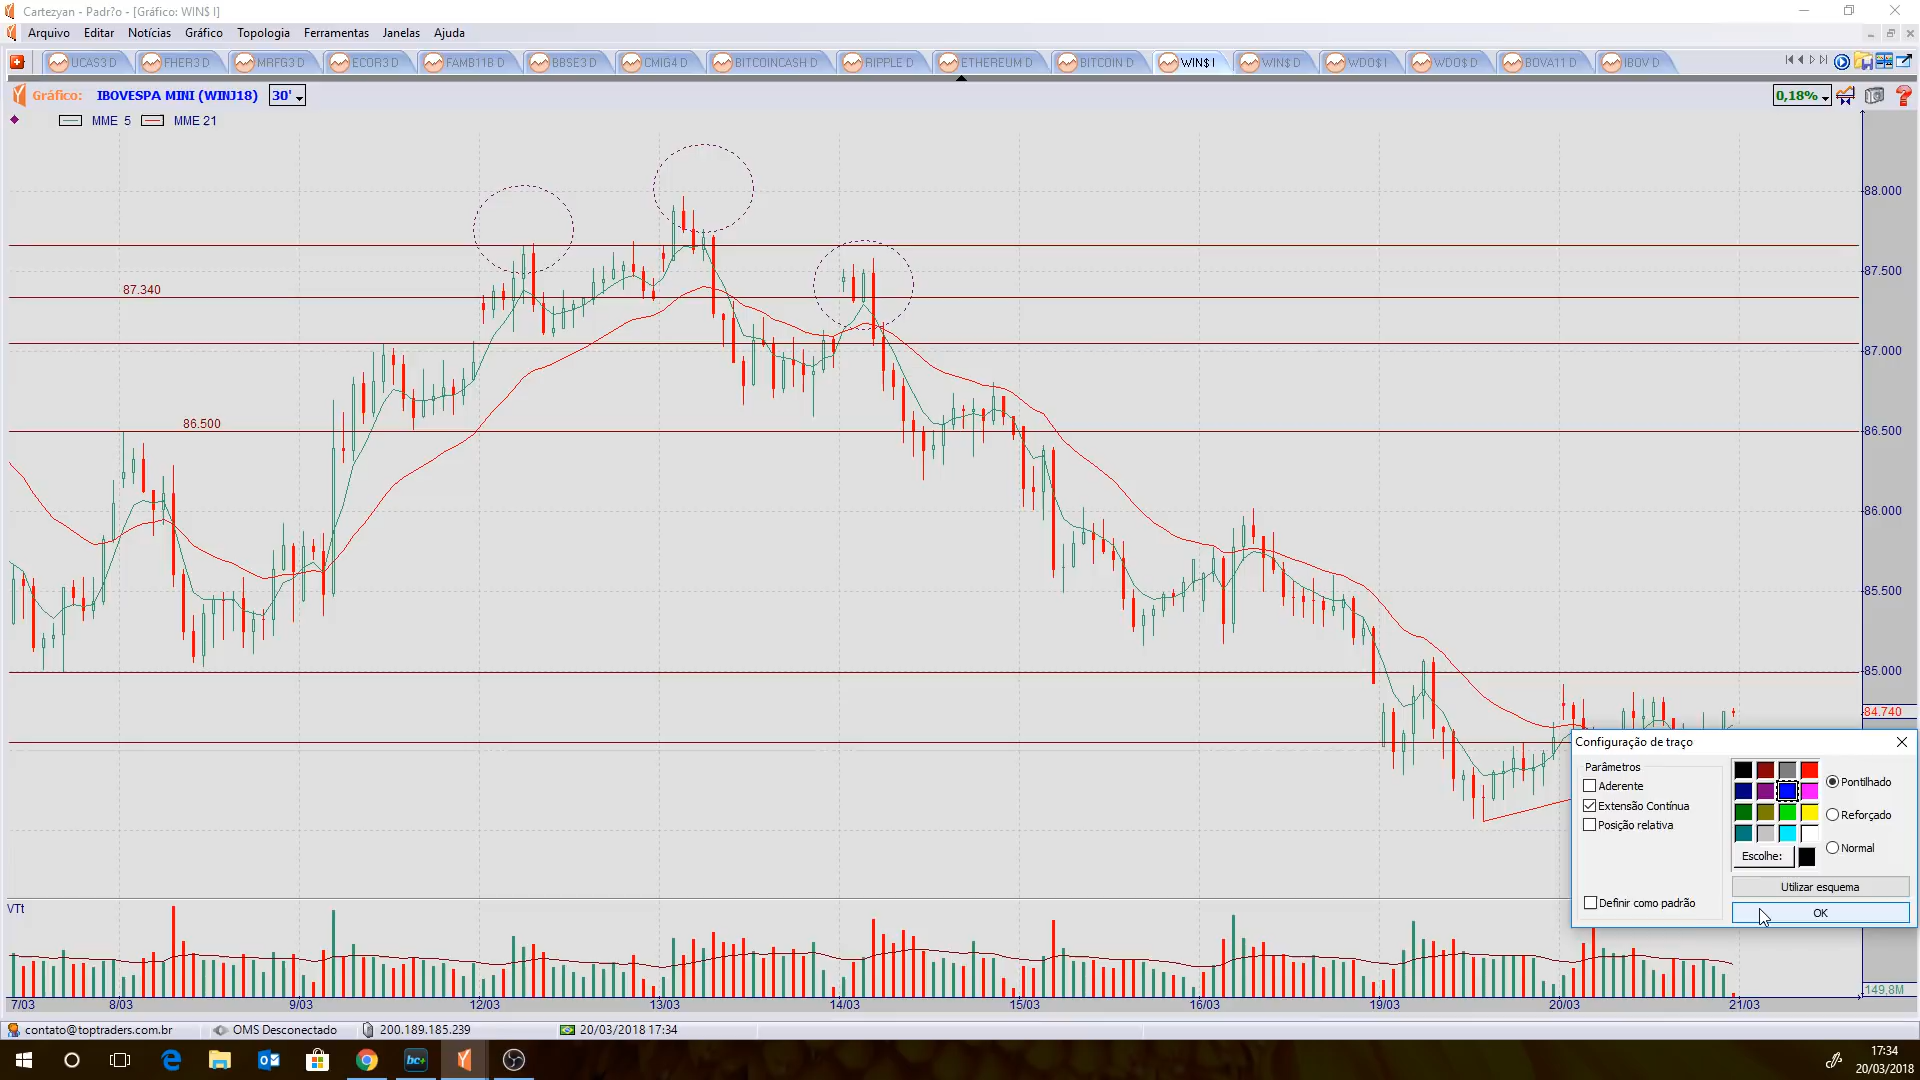 Cartezyan - Padr?o - [Gráfico: WIN$ I]
Arquivo Editar Notícias Gráfico Topologia Ferramentas Janelas Ajuda
UCAS3 D FHER3 D MRFG3 D ECOR3 D FAMB11B D BBSE3 D CMIG4 D BITCOINCASH D RIPPLE D ETHEREUM D BITCOIN D WIN$ I WIN$ D WDO$ I WDO$ D BOVA11 D IBOV D
Gráfico: IBOVESPA MINI (WINJ18) 30' 0,18%
MME 5 MME 21
88.000
87.500
87.340
87.000
86.500
86.500
86.000
85.500
85.000
84.740
Configuração de traço
Parâmetros
Aderente
Extensão Contínua
Posição relativa
Definir como padrão
Pontilhado
Reforçado
Normal
Escolhe:
Utilizar esquema
OK
VTt
149,8M
7/03 8/03 9/03 12/03 13/03 14/03 15/03 16/03 19/03 20/03 21/03
contato@toptraders.com.br OMS Desconectado 200.189.185.239 20/03/2018 17:34
bc+
17:34
20/03/2018